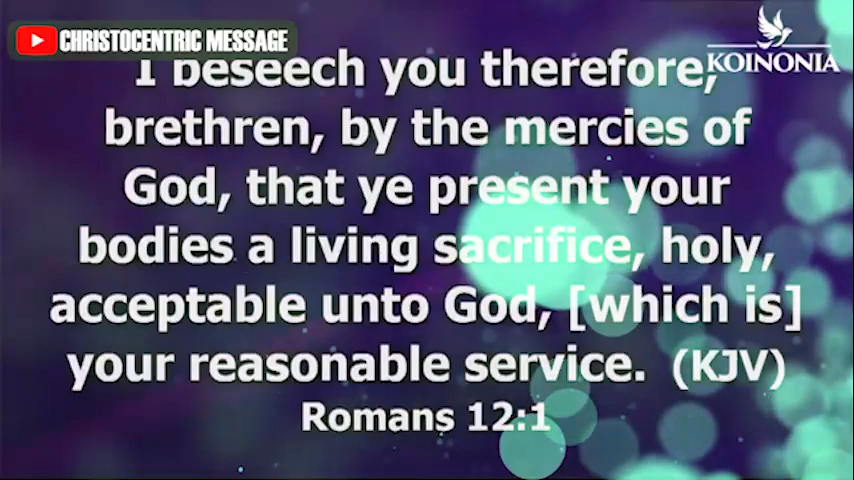 CHRISTOCENTRIC MESSAGE
KOINONIA
I beseech you therefore,
brethren, by the mercies of
God, that ye present your
bodies a living sacrifice, holy,
acceptable unto God, [which is]
your reasonable service. (KJV)
Romans 12:1